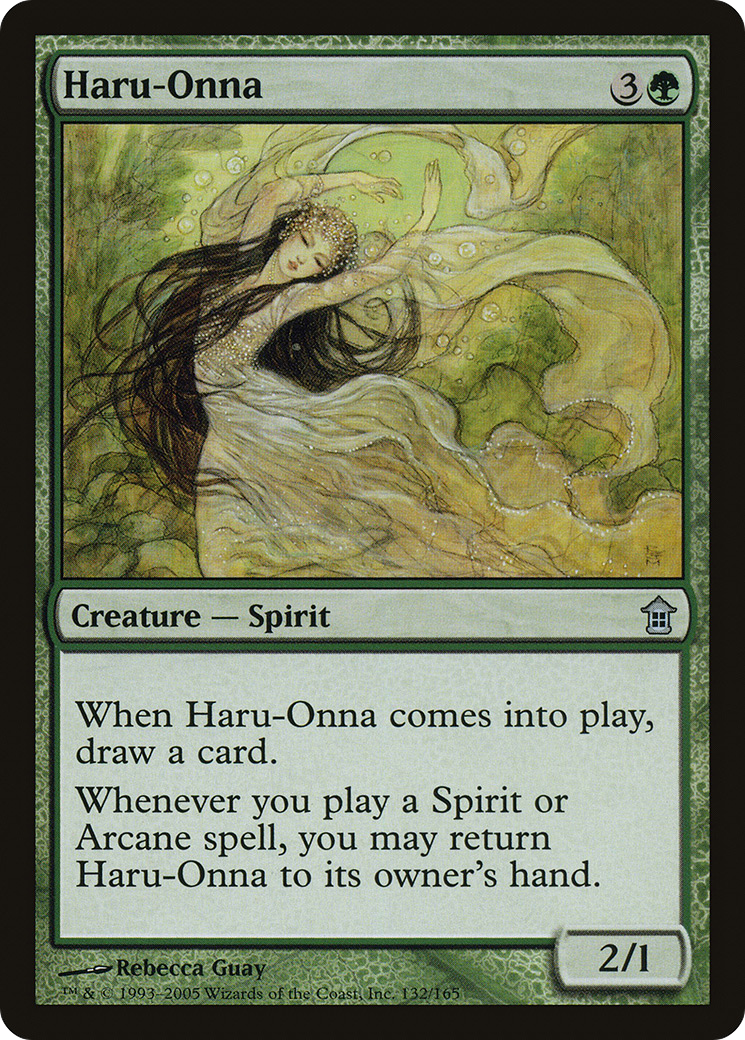 Haru-Onna
3
Creature — Spirit
When Haru-Onna comes into play,
draw a card.
Whenever you play a Spirit or
Arcane spell, you may return
Haru-Onna to its owner's hand.
2/1
Rebecca Guay
™ & © 1993–2005 Wizards of the Coast, Inc. 132/165